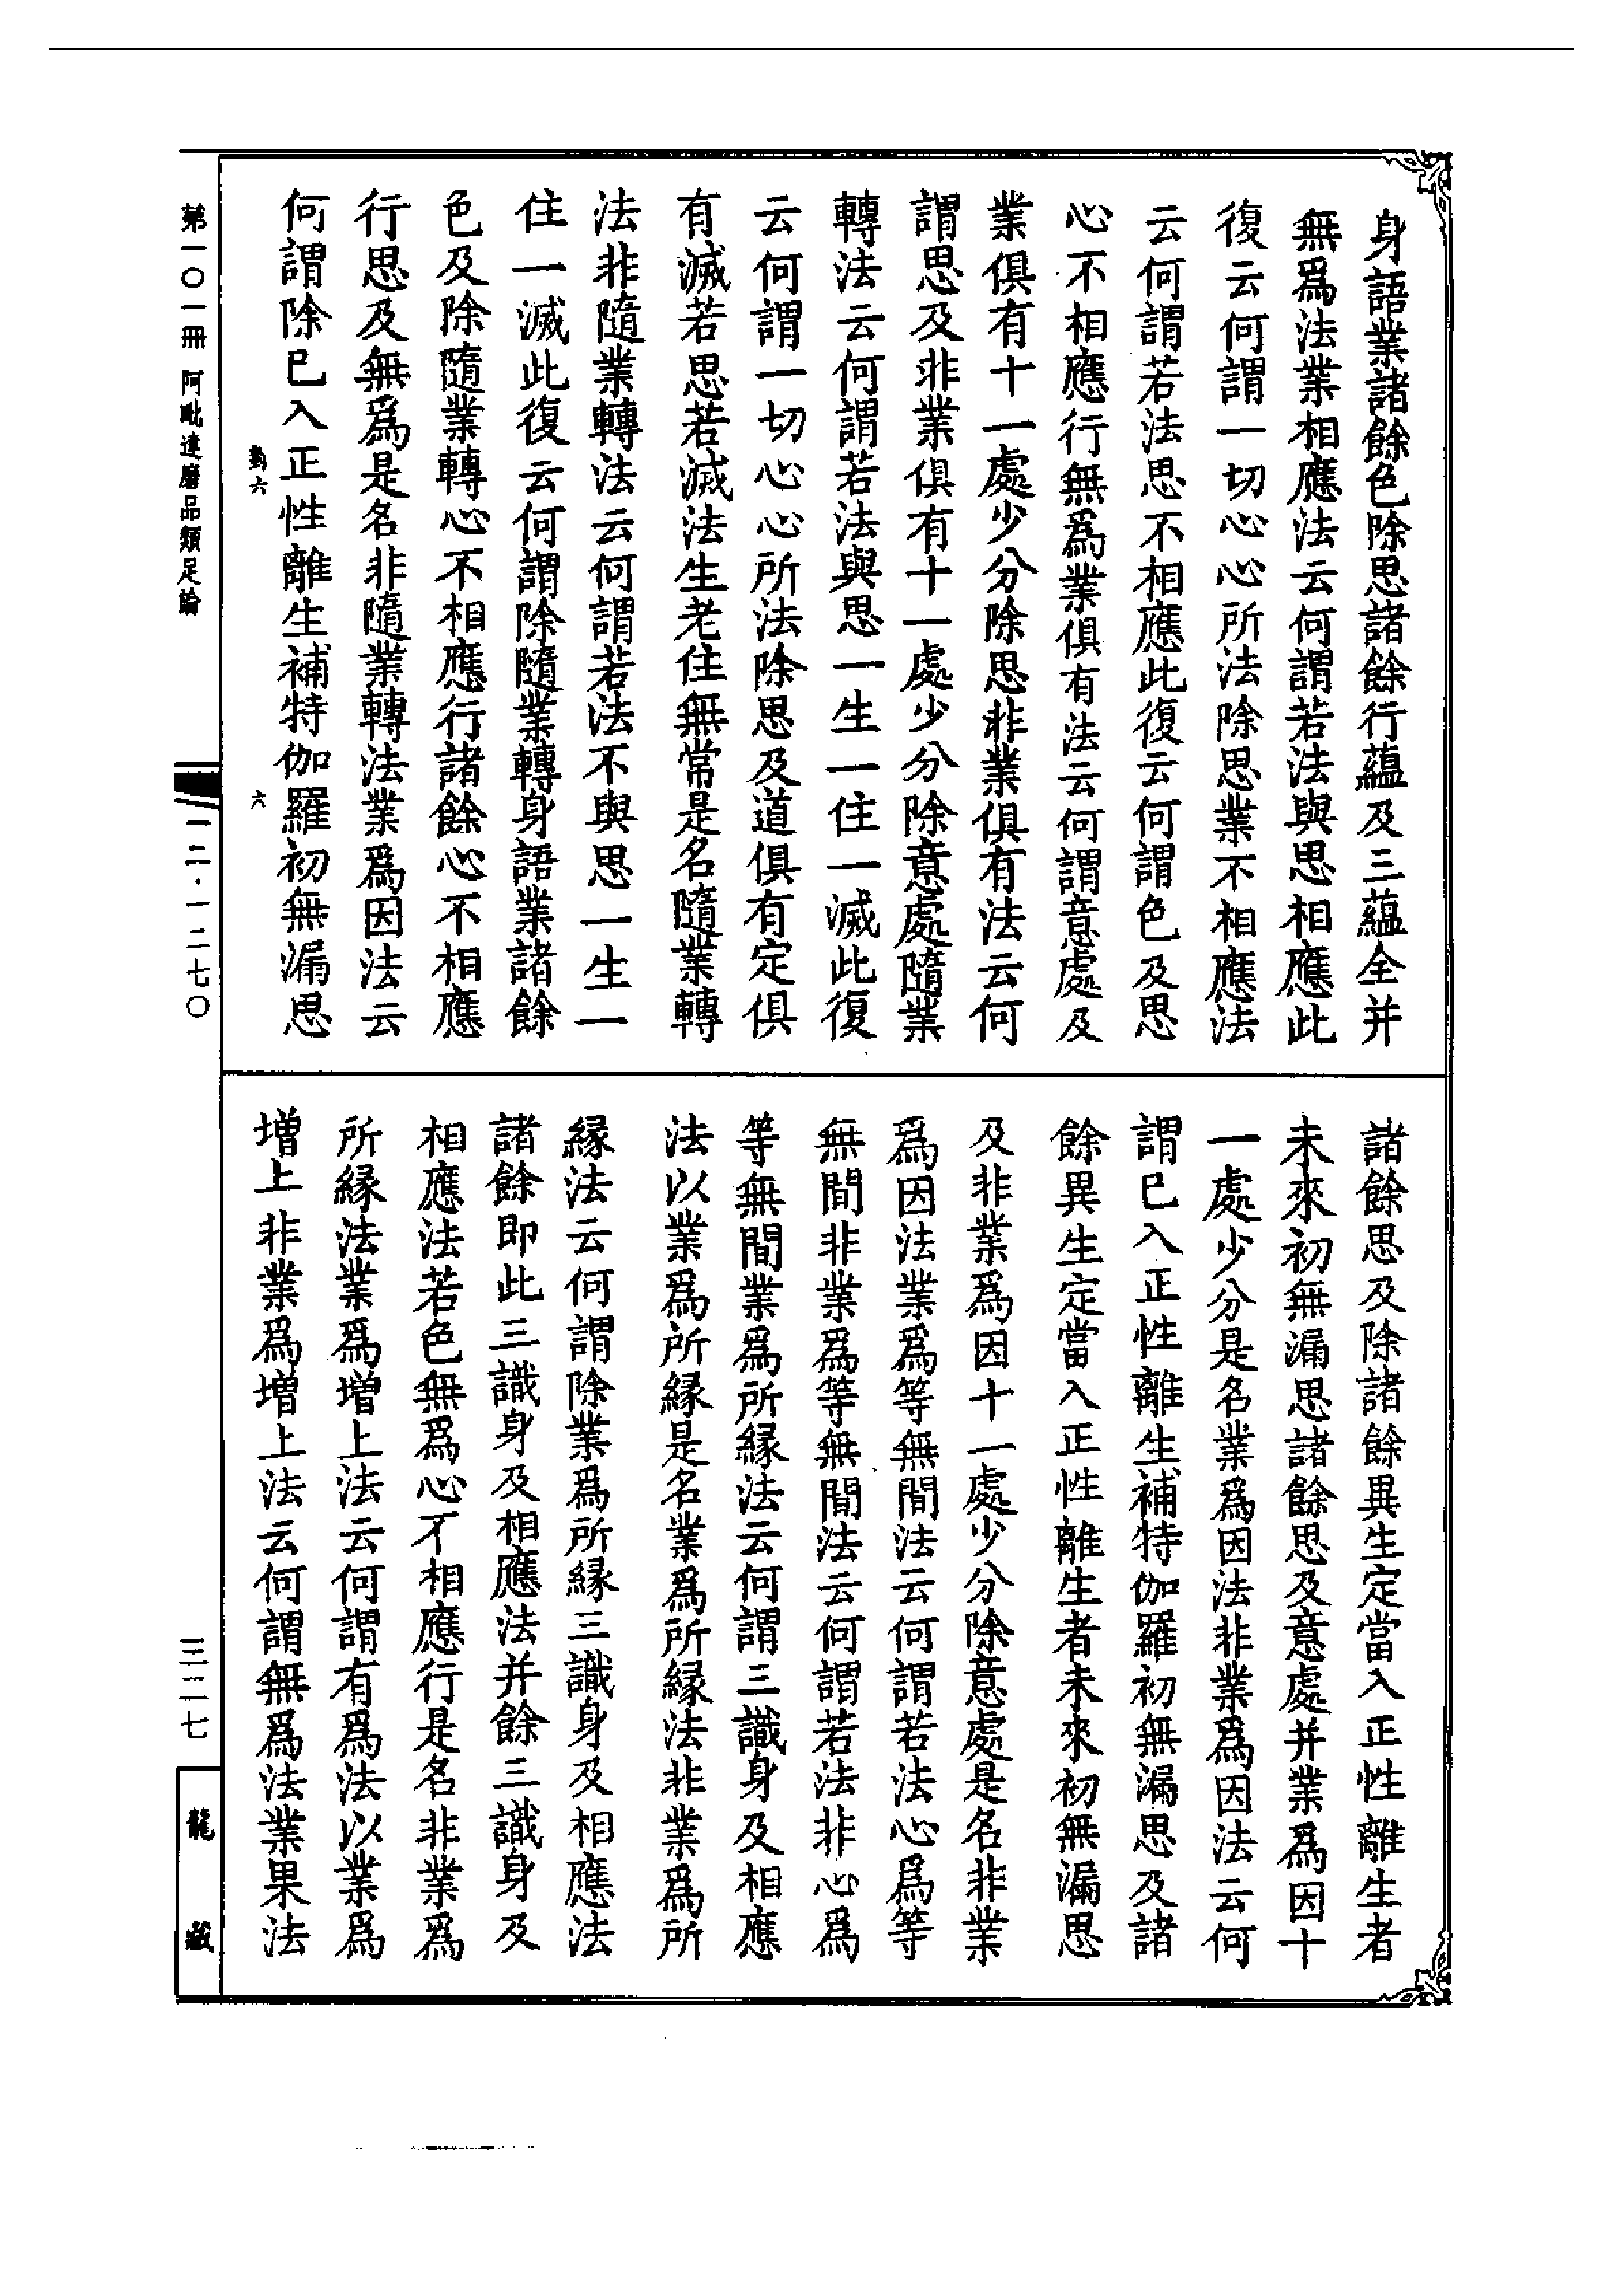 身語業諸餘色除思諸餘行蘊及三蘊全并
無爲法業相應法云何謂若法與思相應此
復云何謂一切心心所法除思業不相應法
云何謂若法思不相應此復云何謂色及思
心不相應行無爲業俱有法云何謂意處及
業俱有十一處少分除思非業俱有法云何
謂思及非業俱有十一處少分除意處隨業
轉法云何謂若法與思一生一住一滅此復
云何謂一切心心所法除思及道俱有定俱
有滅若思若滅法生老住無常是名隨業轉
法非隨業轉法云何謂若法不與思一生一
住一滅此復云何謂除隨業轉身語業諸餘
色及除隨業轉心不相應行諸餘心不相應
行思及無爲是名非隨業轉法業爲因法云
何謂除已入正性離生補特伽羅初無漏思
諸餘思及除諸餘異生定當入正性離生者
未來初無漏思諸餘思及意處并業爲因十
一處少分是名業爲因法非業爲因法云何
謂已入正性離生補特伽羅初無漏思及諸
餘異生定當入正性離生者未來初無漏思
及非業爲因十一處少分除意處是名非業
爲因法業爲等無間法云何謂若法心爲等
無間非業爲等無間法云何謂若法非心爲
等無間業爲所緣法云何謂三識身及相應
法以業爲所緣是名業爲所緣法非業爲所
緣法云何謂除業爲所緣三識身及相應法
諸餘即此三識身及相應法并餘三識身及
相應法若色無爲心不相應行是名非業爲
所緣法業爲增上法云何謂有爲法以業爲
增上非業爲增上法云何謂無爲法業果法
第一〇一冊 阿毗達磨品類足論
六
六
一二·一二七〇
三二七
龍藏